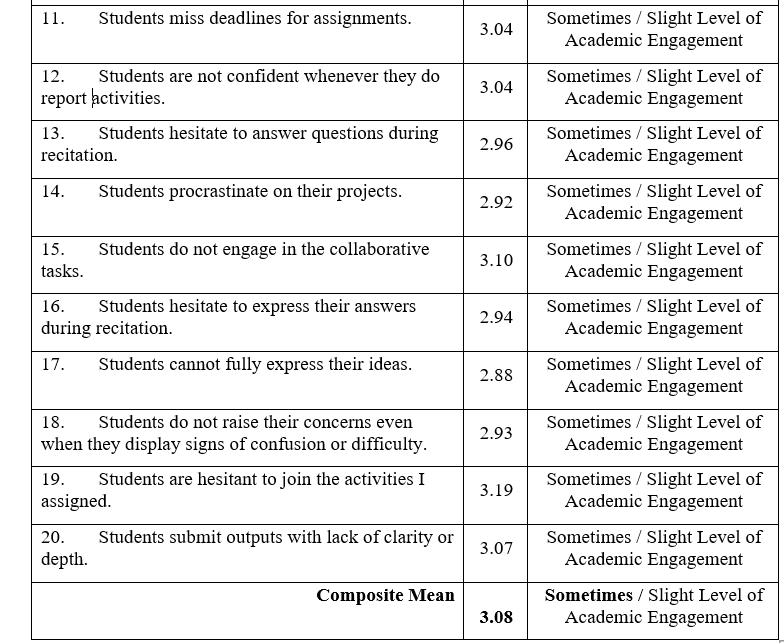 11. Students miss deadlines for assignments.
3.04
Sometimes / Slight Level of
Academic Engagement
12. Students are not confident whenever they do
report activities.
3.04
Sometimes / Slight Level of
Academic Engagement
13. Students hesitate to answer questions during
recitation.
2.96
Sometimes / Slight Level of
Academic Engagement
14. Students procrastinate on their projects.
2.92
Sometimes / Slight Level of
Academic Engagement
15. Students do not engage in the collaborative
tasks.
3.10
Sometimes / Slight Level of
Academic Engagement
16. Students hesitate to express their answers
during recitation.
2.94
Sometimes / Slight Level of
Academic Engagement
17. Students cannot fully express their ideas.
2.88
Sometimes / Slight Level of
Academic Engagement
18. Students do not raise their concerns even
when they display signs of confusion or difficulty.
2.93
Sometimes / Slight Level of
Academic Engagement
19. Students are hesitant to join the activities I
assigned.
3.19
Sometimes / Slight Level of
Academic Engagement
20. Students submit outputs with lack of clarity or
depth.
3.07
Sometimes / Slight Level of
Academic Engagement
Composite Mean
3.08
Sometimes / Slight Level of
Academic Engagement